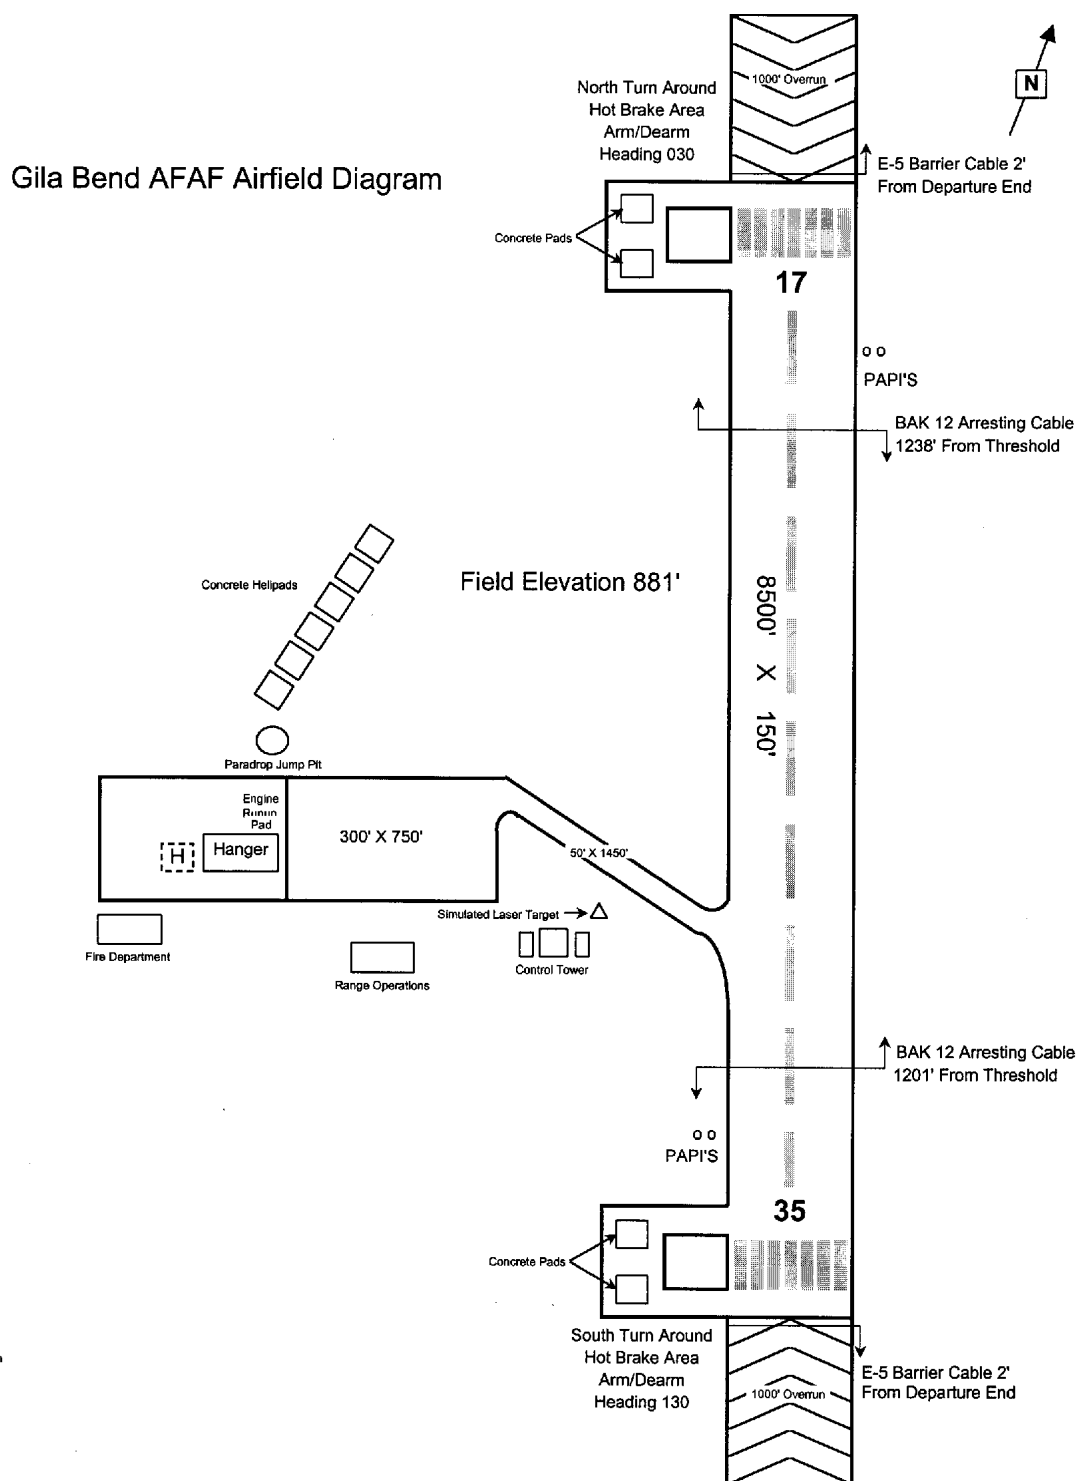 1000' Overrun
North Turn Around
Hot Brake Area
Arm/Dearm
Heading 030
N
E-5 Barrier Cable 2'
From Departure End
Gila Bend AFAF Airfield Diagram
Concrete Pads
17
PAPI'S
BAK 12 Arresting Cable
1238' From Threshold
Concrete Helipads
Field Elevation 881'
8500' X 150'
Paradrop Jump Pit
Engine
Runup
Pad
H
Hanger
300' X 750'
50' X 1450'
Simulated Laser Target
Fire Department
Range Operations
Control Tower
BAK 12 Arresting Cable
1201' From Threshold
PAPI'S
35
Concrete Pads
South Turn Around
Hot Brake Area
Arm/Dearm
Heading 130
E-5 Barrier Cable 2'
From Departure End
1000' Overrun